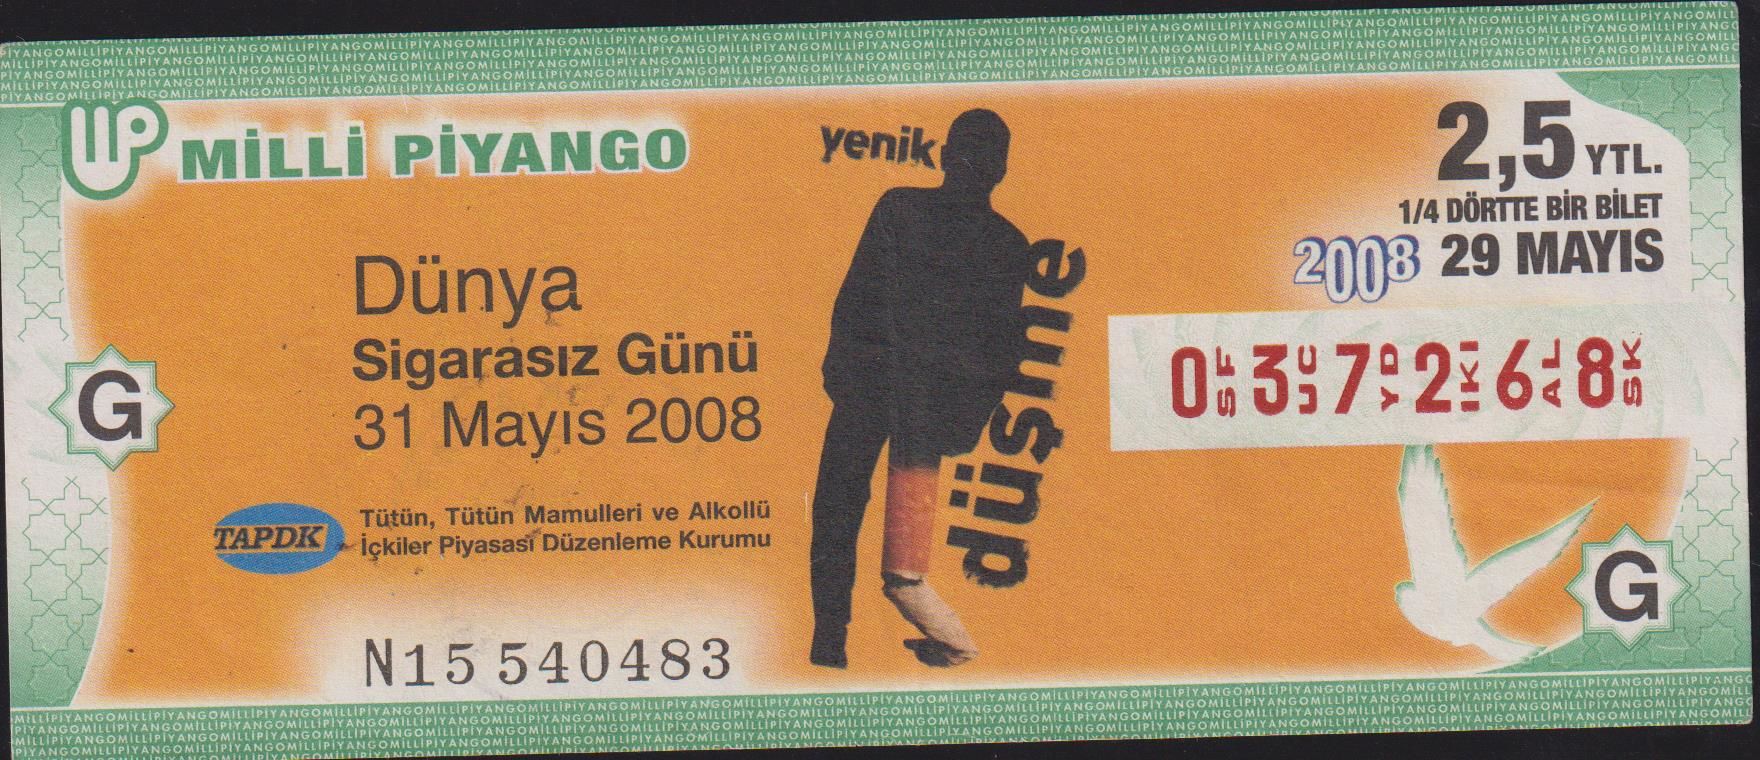 MİLLİ PİYANGO
yenik
düşme
2,5 YTL.
1/4 DÖRTTE BİR BİLET
2008 29 MAYIS
0 SF 3 UC 7 YD 2 IKI 6 AL 8 SK
Dünya
Sigarasız Günü
31 Mayıs 2008
G
TAPDK
Tütün, Tütün Mamulleri ve Alkollü
İçkiler Piyasası Düzenleme Kurumu
G
N15 540483